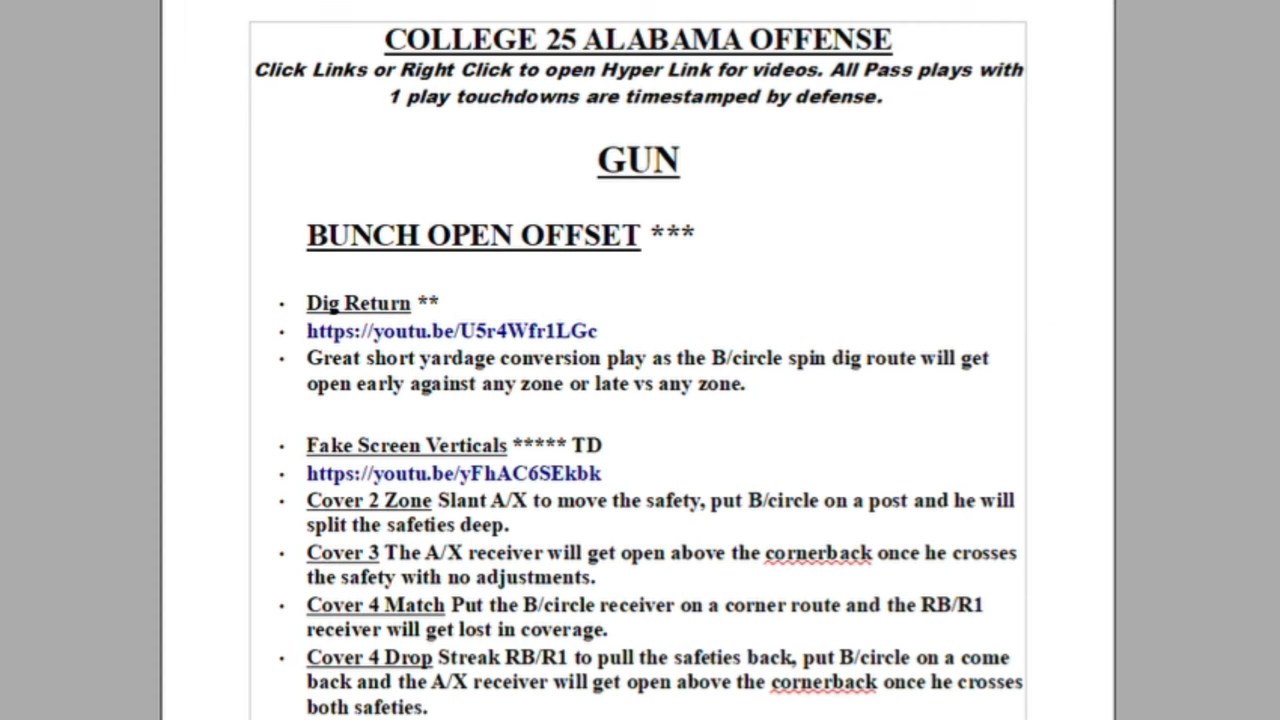 COLLEGE 25 ALABAMA OFFENSE
Click Links or Right Click to open Hyper Link for videos. All Pass plays with
1 play touchdowns are timestamped by defense.
GUN
BUNCH OPEN OFFSET ***
• Dig Return **
• https://youtu.be/U5r4Wfr1LGc
• Great short yardage conversion play as the B/circle spin dig route will get
open early against any zone or late vs any zone.
• Fake Screen Verticals ***** TD
• https://youtu.be/yFhAC6SEkbk
• Cover 2 Zone Slant A/X to move the safety, put B/circle on a post and he will
split the safeties deep.
• Cover 3 The A/X receiver will get open above the cornerback once he crosses
the safety with no adjustments.
• Cover 4 Match Put the B/circle receiver on a corner route and the RB/R1
receiver will get lost in coverage.
• Cover 4 Drop Streak RB/R1 to pull the safeties back, put B/circle on a come
back and the A/X receiver will get open above the cornerback once he crosses
both safeties.